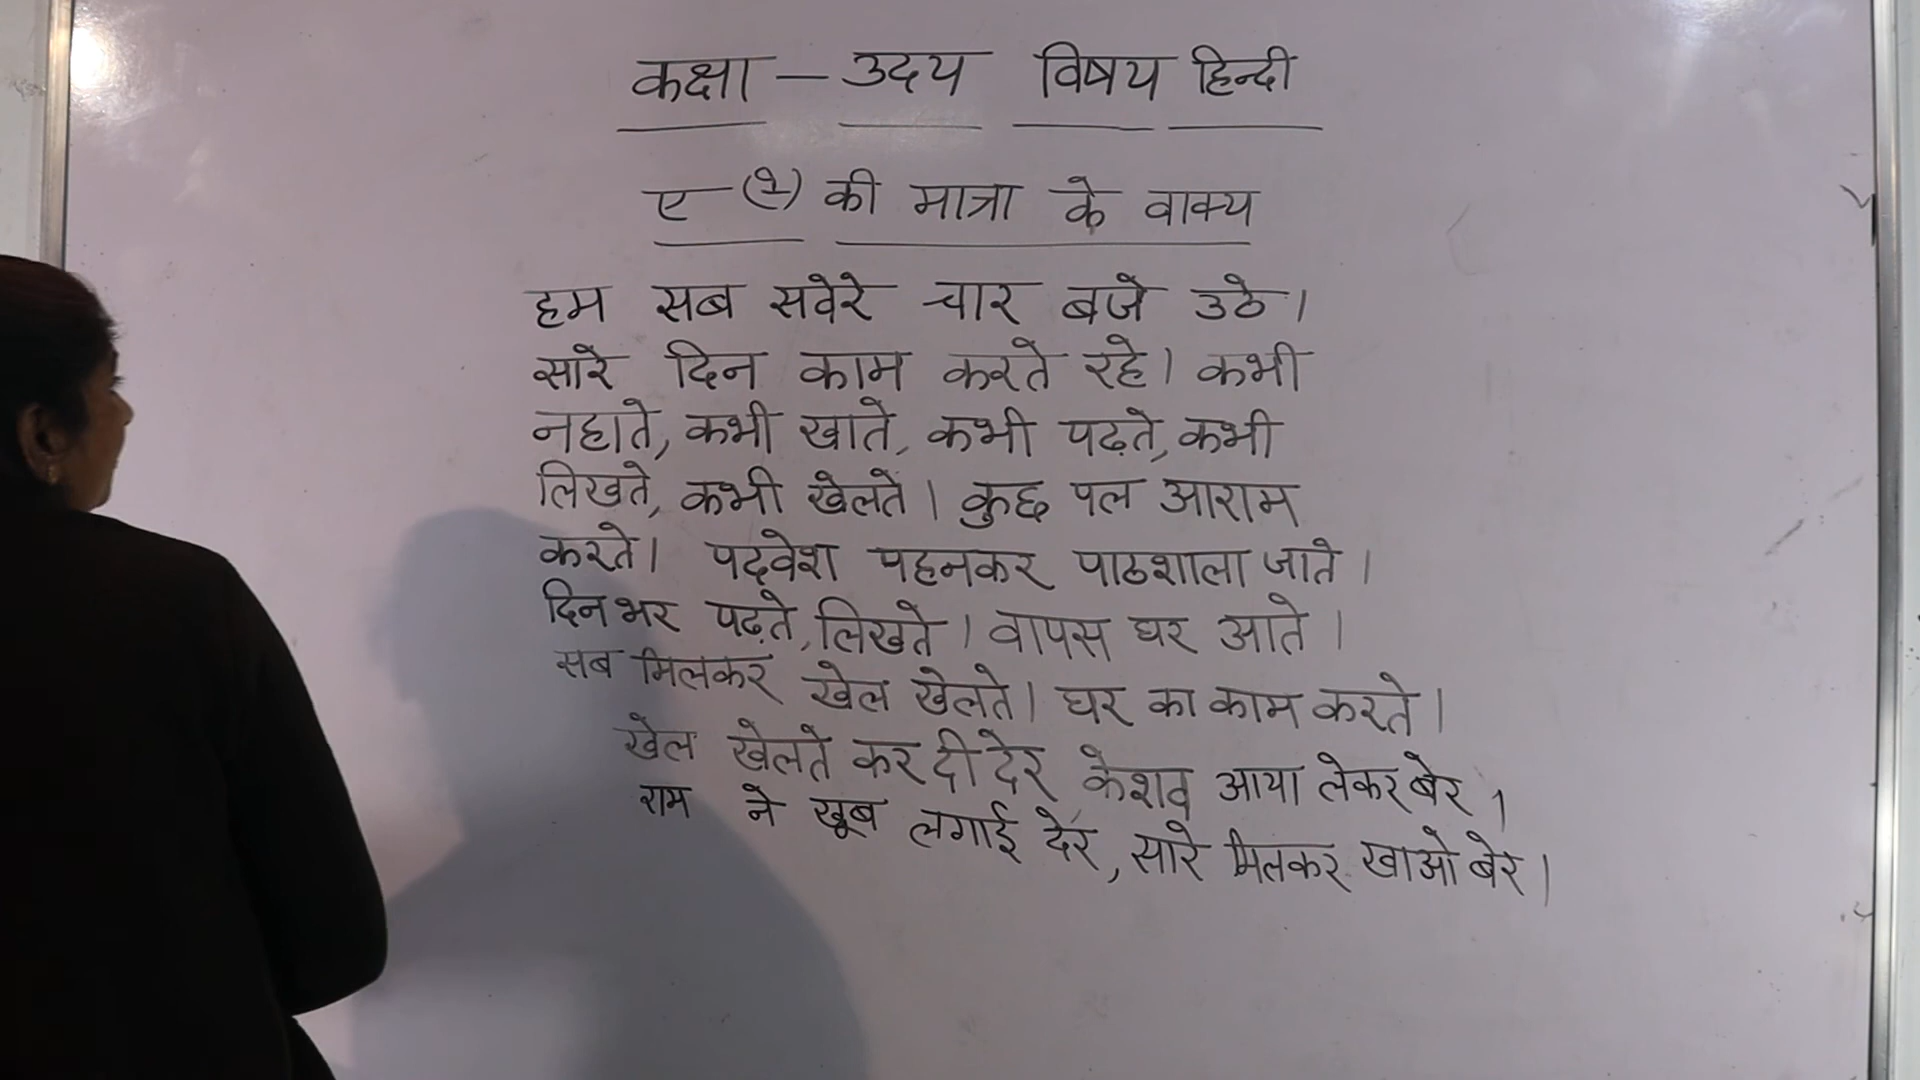 कक्षा – उदय विषय हिन्दी
ए (े) की मात्रा के वाक्य
हम सब सवेरे चार बजे उठे।
सारे दिन काम करते रहे। कभी
नहाते, कभी खाते, कभी पढ़ते, कभी
लिखते, कभी खेलते। कुछ पल आराम
करते। पद्वेश पहनकर पाठशाला जाते।
दिन भर पढ़ते, लिखते। वापस घर आते।
सब मिलकर खेल खेलते। घर का काम करते।
खेल खेलते कर दी देर केशव आया लेकर बेर।
राम ने खूब लगाई देर, सारे मिलकर खाओ बेर।